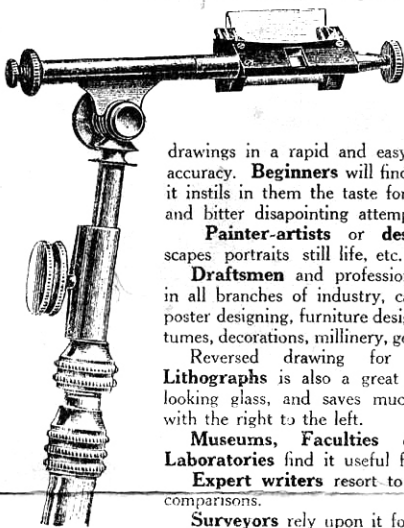 drawings in a rapid and easy
accuracy. Beginners will find
it instils in them the taste for
and bitter disapointing attemp
Painter-artists or des
scapes portraits still life, etc.
Draftsmen and profession
in all branches of industry, ca
poster designing, furniture desig
tumes, decorations, millinery, ge
Reversed drawing for
Lithographs is also a great
looking glass, and saves muc
with the right to the left.
Museums, Faculties
Laboratories find it useful f
Expert writers resort to
comparisons.
Surveyors rely upon it fo